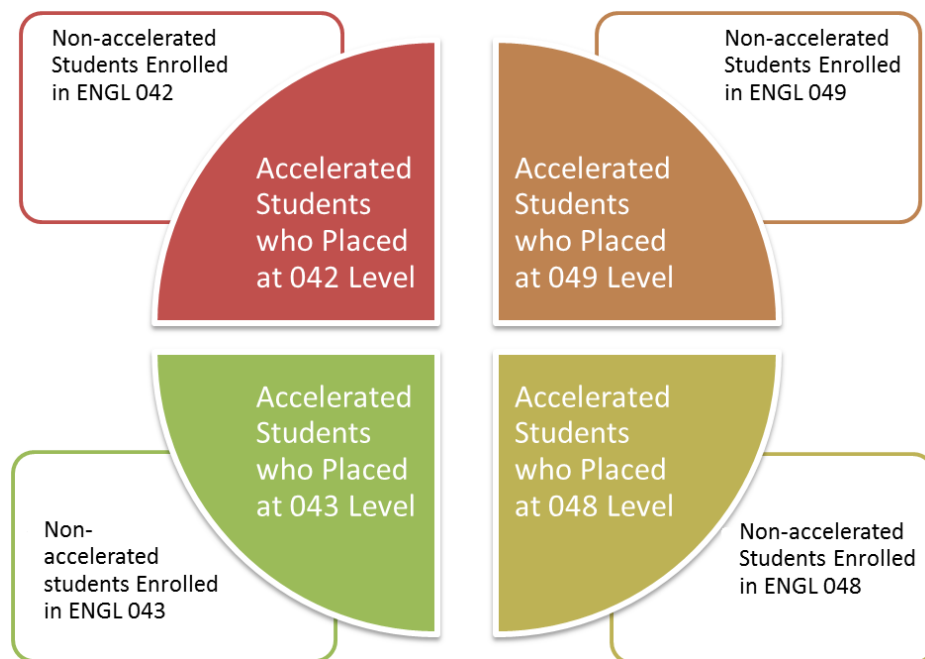 Non-accelerated
Students Enrolled
in ENGL 042
Non-accelerated
Students Enrolled
in ENGL 049
Accelerated
Students
who Placed
at 042 Level
Accelerated
Students
who Placed
at 049 Level
Accelerated
Students
who Placed
at 043 Level
Accelerated
Students
who Placed
at 048 Level
Non-
accelerated
students Enrolled
in ENGL 043
Non-accelerated
Students Enrolled
in ENGL 048